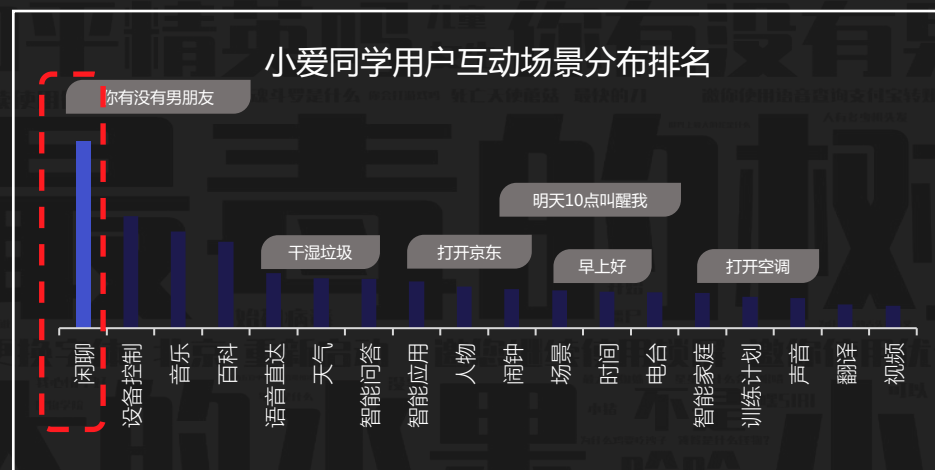 小爱同学用户互动场景分布排名
你有没有男朋友
明天10点叫醒我
干湿垃圾
打开京东
早上好
打开空调
闲聊
设备控制
音乐
百科
语音直达
天气
智能问答
智能应用
人物
闹钟
场景
时间
电台
智能家庭
训练计划
声音
翻译
视频